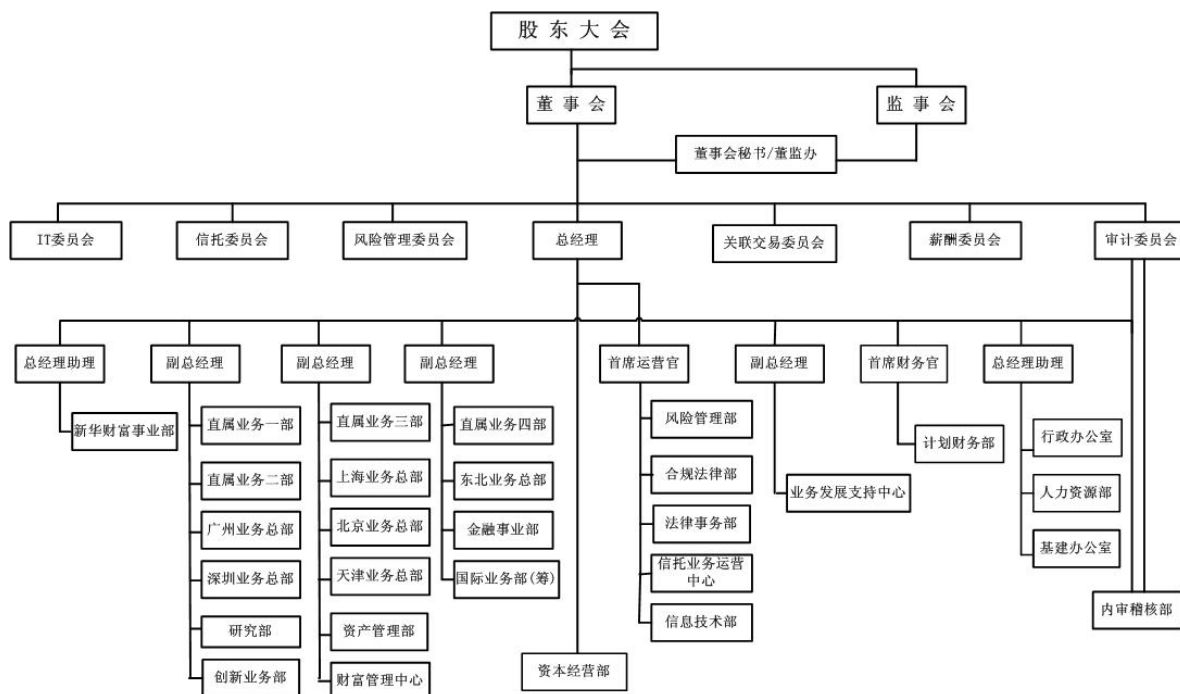 股东大会
董事会
监事会
董事会秘书/董监办
IT委员会
信托委员会
风险管理委员会
总经理
关联交易委员会
薪酬委员会
审计委员会
总经理助理
副总经理
副总经理
副总经理
首席运营官
副总经理
首席财务官
总经理助理
新华财富事业部
直属业务一部
直属业务二部
广州业务总部
深圳业务总部
研究部
创新业务部
直属业务三部
上海业务总部
北京业务总部
天津业务总部
资产管理部
财富管理中心
直属业务四部
东北业务总部
金融事业部
国际业务部(筹)
资本经营部
风险管理部
合规法律部
法律事务部
信托业务运营
中心
信息技术部
业务发展支持中心
计划财务部
行政办公室
人力资源部
基建办公室
内审稽核部